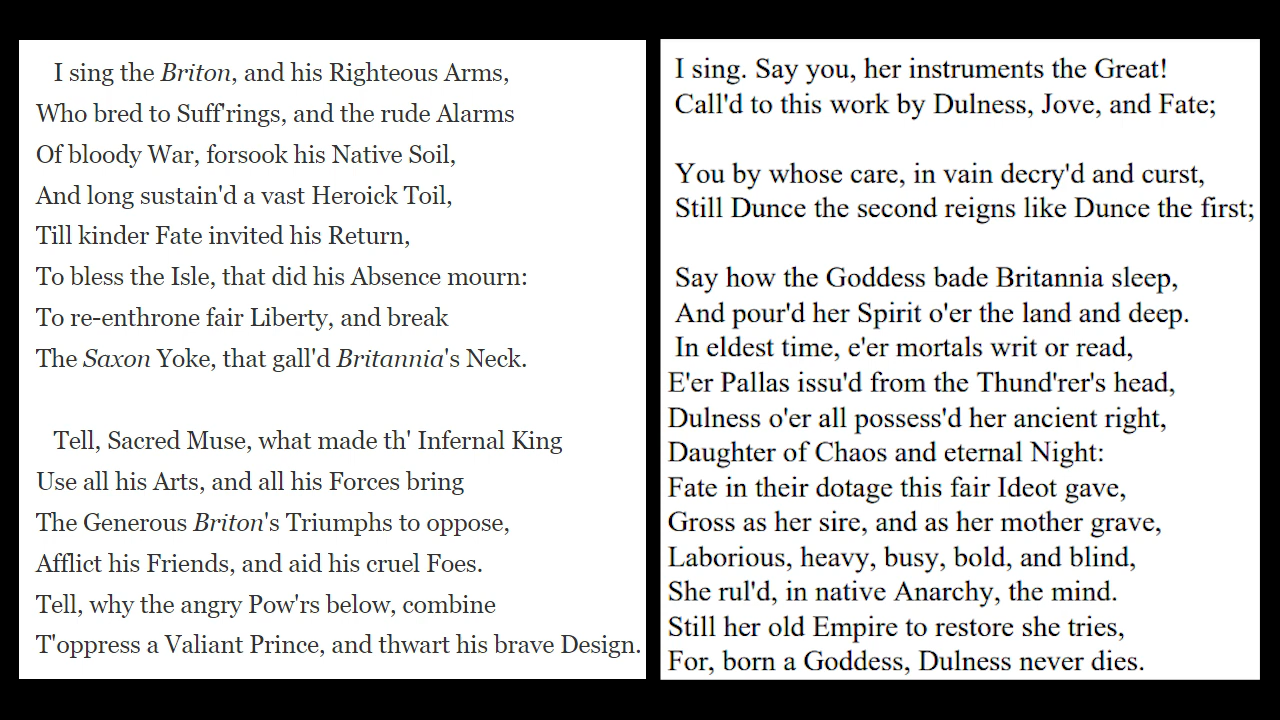 I sing the Briton, and his Righteous Arms,
Who bred to Suff'rings, and the rude Alarms
Of bloody War, forsook his Native Soil,
And long sustain'd a vast Heroick Toil,
Till kinder Fate invited his Return,
To bless the Isle, that did his Absence mourn:
To re-enthrone fair Liberty, and break
The Saxon Yoke, that gall'd Britannia's Neck.
Tell, Sacred Muse, what made th' Infernal King
Use all his Arts, and all his Forces bring
The Generous Briton's Triumphs to oppose,
Afflict his Friends, and aid his cruel Foes.
Tell, why the angry Pow'rs below, combine
T'oppress a Valiant Prince, and thwart his brave Design.
I sing. Say you, her instruments the Great!
Call'd to this work by Dulness, Jove, and Fate;
You by whose care, in vain decry'd and curst,
Still Dunce the second reigns like Dunce the first;
Say how the Goddess bade Britannia sleep,
And pour'd her Spirit o'er the land and deep.
In eldest time, e'er mortals writ or read,
E'er Pallas issu'd from the Thund'rer's head,
Dulness o'er all possess'd her ancient right,
Daughter of Chaos and eternal Night:
Fate in their dotage this fair Ideot gave,
Gross as her sire, and as her mother grave,
Laborious, heavy, busy, bold, and blind,
She rul'd, in native Anarchy, the mind.
Still her old Empire to restore she tries,
For, born a Goddess, Dulness never dies.